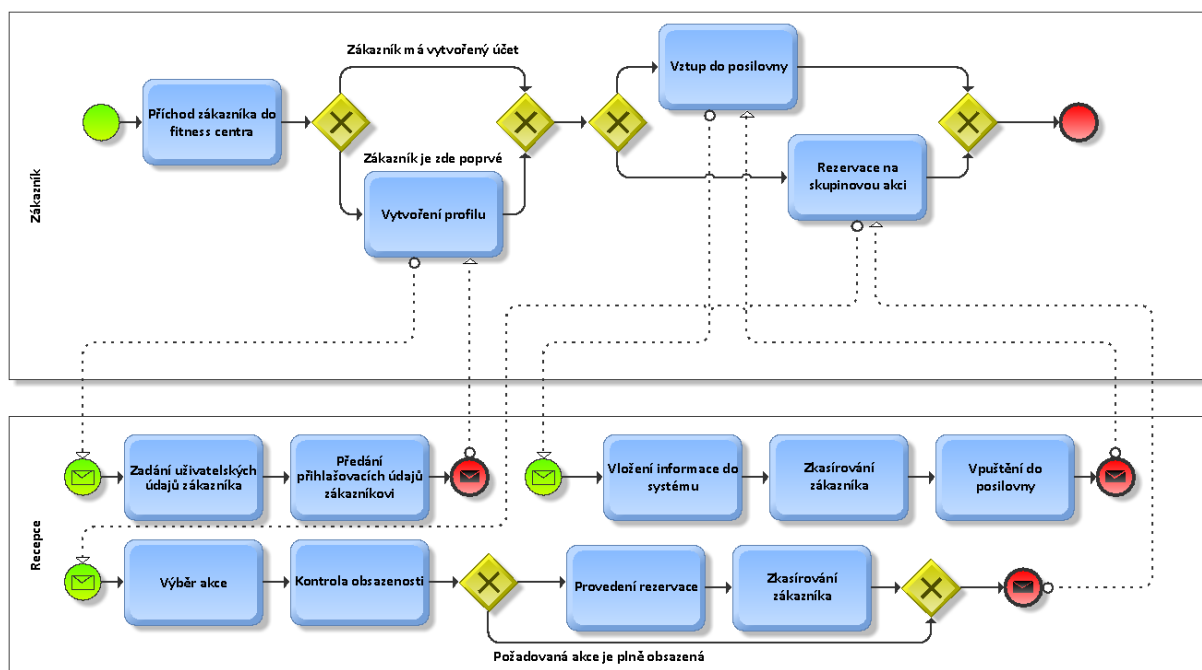 Zákazník
Zákazník má vytvořený účet
Příchod zákazníka do
fitness centra
Zákazník je zde poprvé
Vytvoření profilu
Vztup do posilovny
Rezervace na
skupinovou akci
Recepce
Zadání uživatelských
údajů zákazníka
Předání
přihlašovacích údajů
zákazníkovi
Vložení informace do
systému
Zkasírování
zákazníka
Vpuštění do
posilovny
Výběr akce
Kontrola obsazenosti
Provedení rezervace
Zkasírování
zákazníka
Požadovaná akce je plně obsazená